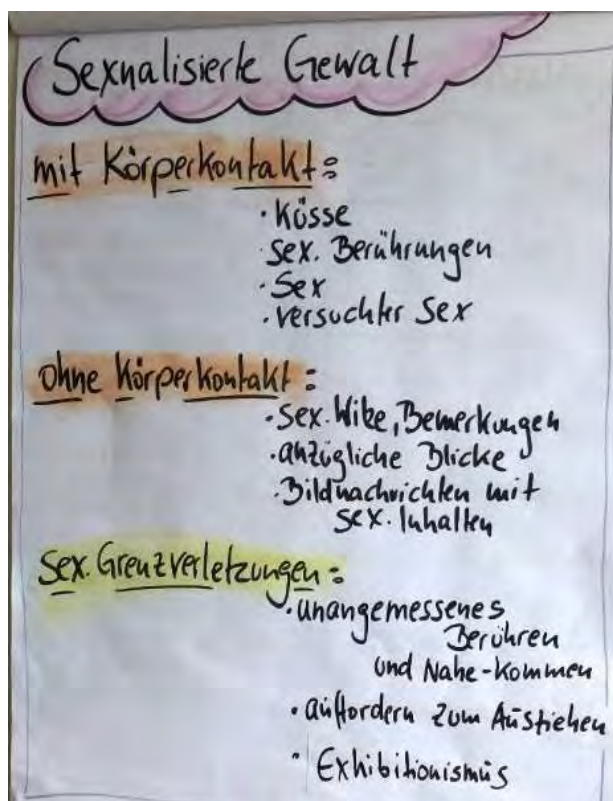 Sexualisierte Gewalt
mit Körperkontakt:
· Küsse
· sex. Berührungen
· Sex
· versuchter Sex
ohne Körperkontakt:
· sex. Witze, Bemerkungen
· anzügliche Blicke
· Bildnachrichten mit
sex. Inhalten
Sex. Grenzverletzungen:
· unangemessenes
Berühren
und Nahe-Kommen
· auffordern zum Ausziehen
· Exhibitionismus